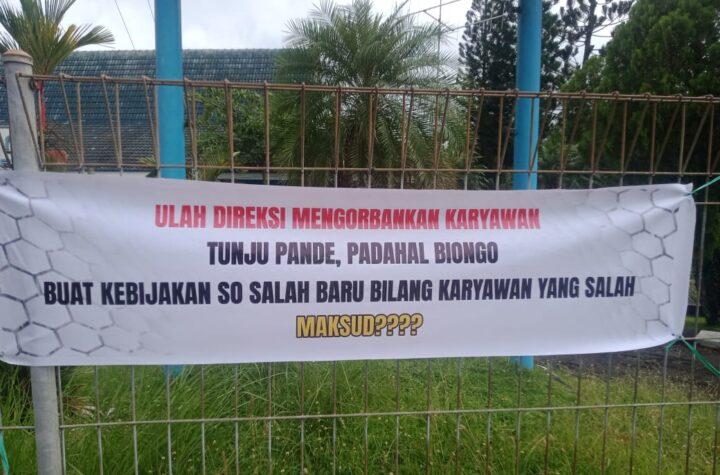 ULAH DIREKSI MENGORBANKAN KARYAWAN
TUNJU PANDE, PADAHAL BIONGO
BUAT KEBIJAKAN SO SALAH BARU BILANG KARYAWAN YANG SALAH
MAKSUD????